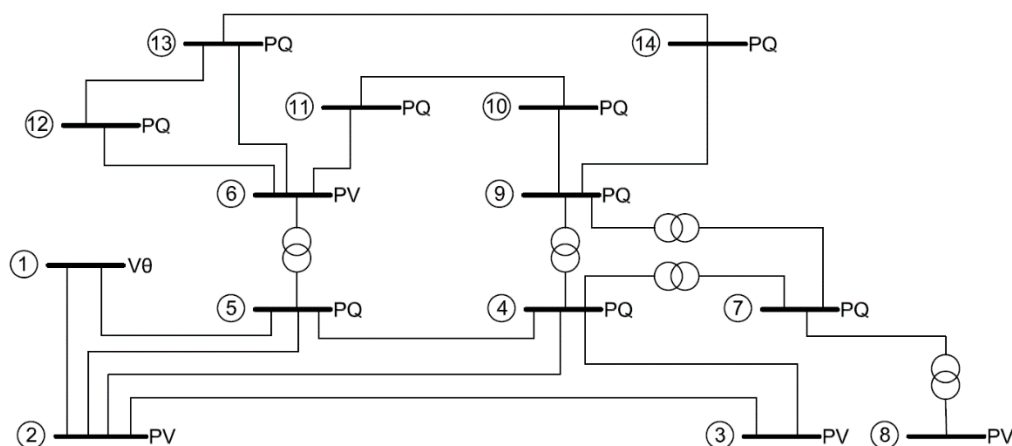 13 PQ
14 PQ
11 PQ
10 PQ
12 PQ
6 PV
9 PQ
1 Vθ
5 PQ
4 PQ
7 PQ
2 PV
3 PV
8 PV